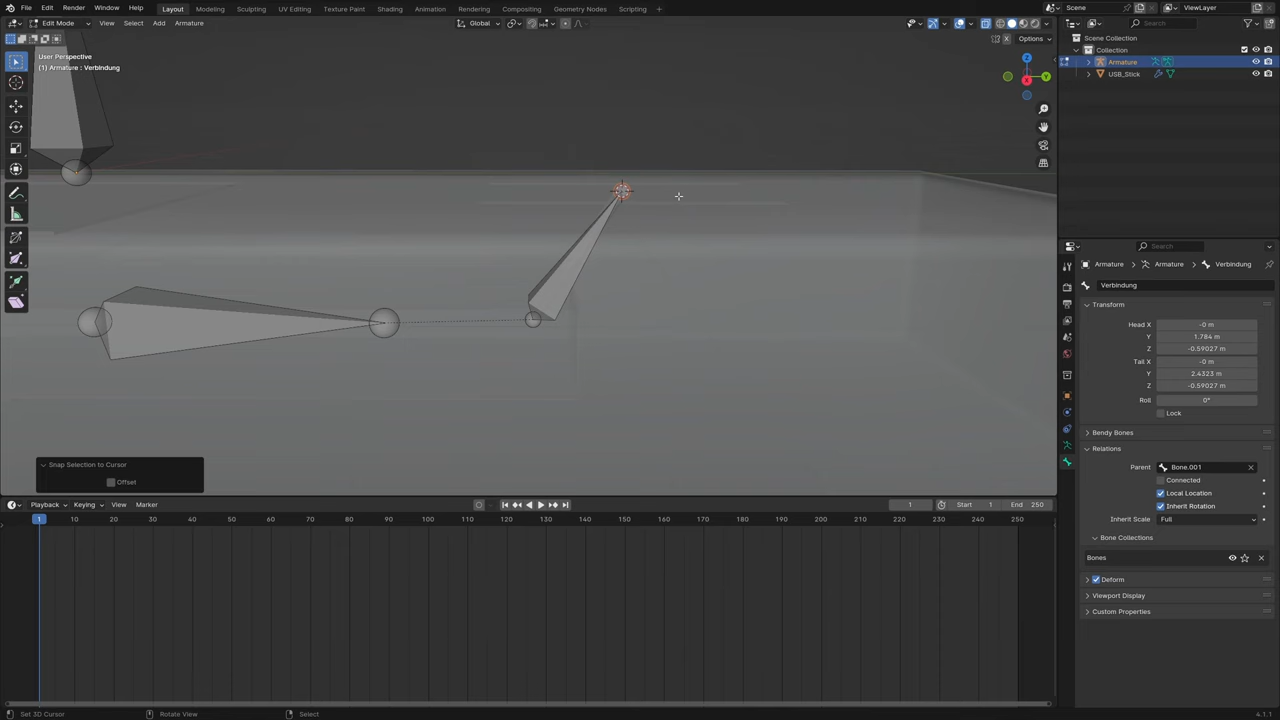 File Edit Render Window Help Layout Modeling Sculpting UV Editing Texture Paint Shading Animation Rendering Compositing Geometry Nodes Scripting + Scene ViewLayer
Edit Mode View Select Add Armature Global Search
Options
User Perspective
(1) Armature : Verbindung
Z
Y
X
Scene Collection
Collection
Armature
USB_Stick
Search
Armature Armature Verbindung
Verbindung
Transform
Head X -0 m
Y 1.784 m
Z -0.59027 m
Tail X -0 m
Y 2.4323 m
Z -0.59027 m
Roll 0°
Lock
Bendy Bones
Relations
Parent Bone.001
Connected
Local Location
Inherit Rotation
Inherit Scale Full
Bone Collections
Bones
Deform
Viewport Display
Custom Properties
Snap Selection to Cursor
Offset
Playback Keying View Marker 1 Start 1 End 250
1 10 20 30 40 50 60 70 80 90 100 110 120 130 140 150 160 170 180 190 200 210 220 230 240 250
Set 3D Cursor Rotate View Select 4.1.1